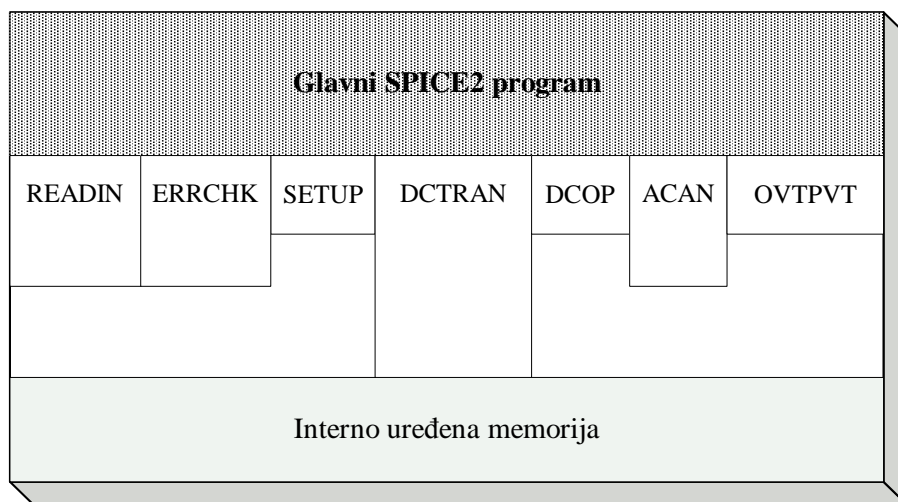 Glavni SPICE2 program
READIN ERRCHK SETUP DCTRAN DCOP ACAN OVTPVT
Interno uređena memorija